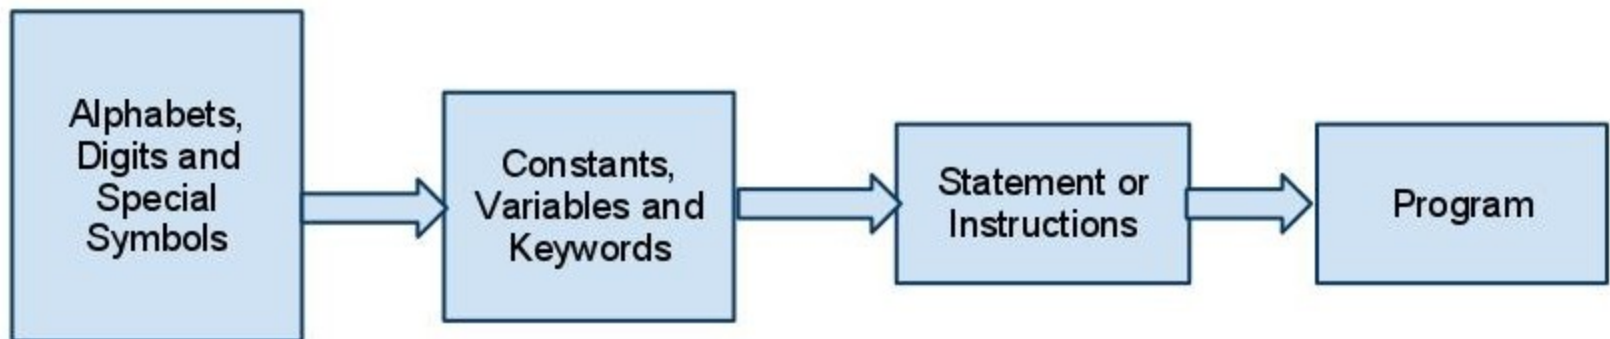 Alphabets,
Digits and
Special
Symbols
Constants,
Variables and
Keywords
Statement or
Instructions
Program